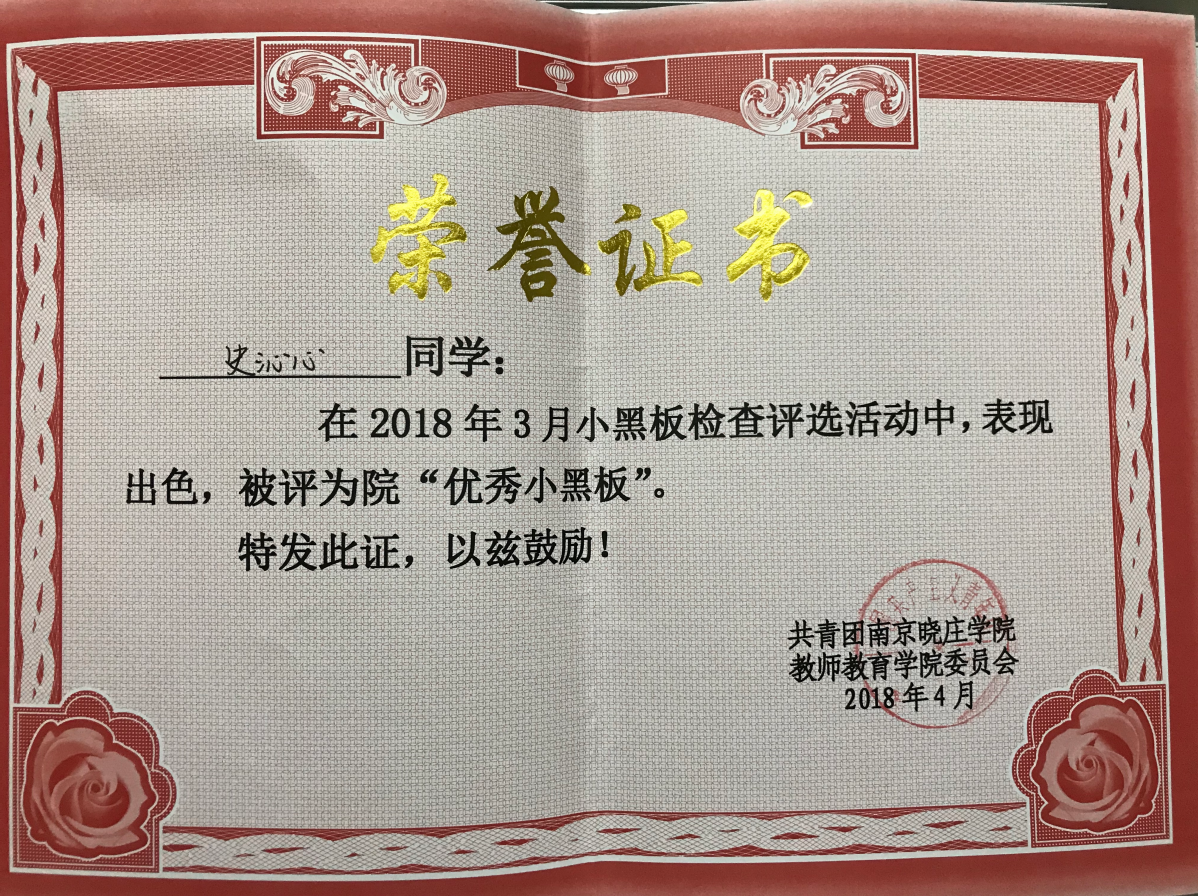 荣誉证书
史沁心 同学：
在 2018 年 3 月小黑板检查评选活动中，表现
出色，被评为院“优秀小黑板”。
特发此证，以兹鼓励！
共青团南京晓庄学院
教师教育学院委员会
2018 年 4 月